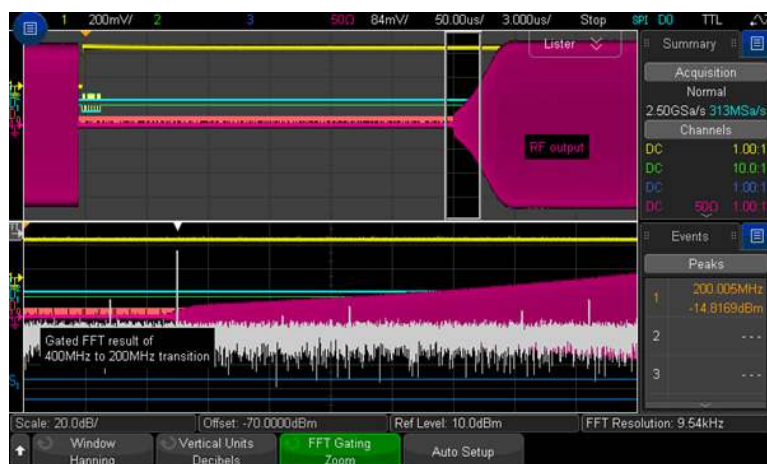 1 200mV/ 2 3 50Ω 84mV/ 50.00us/ 3.000us/ Stop SPI D0 TTL
Lister
RF output
Summary
Acquisition
Normal
2.50GSa/s 313MSa/s
Channels
DC 1.00:1
DC 10.0:1
DC 1.00:1
DC 50Ω 1.00:1
Gated FFT result of
400MHz to 200MHz transition
S1
Events
Peaks
1 200.005MHz
-14.8169dBm
2 ---
3 ---
Scale: 20.0dB/ Offset: -70.0000dBm Ref Level: 10.0dBm FFT Resolution: 9.54kHz
Window
Hanning
Vertical Units
Decibels
FFT Gating
Zoom
Auto Setup